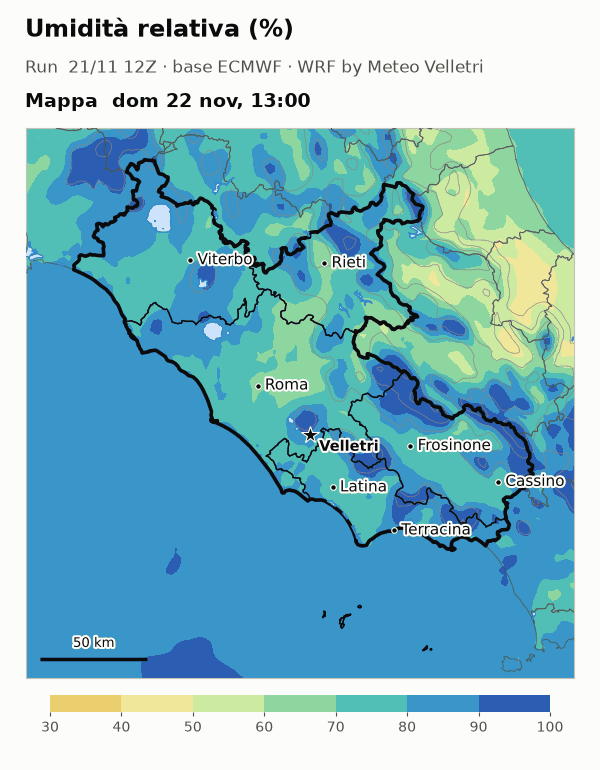 Umidità relativa (%)
Run  21/11 12Z · base ECMWF · WRF by Meteo Velletri
Mappa  dom 22 nov, 13:00
Viterbo
Rieti
Roma
Velletri
Frosinone
Cassino
Latina
Terracina
50 km
30 40 50 60 70 80 90 100